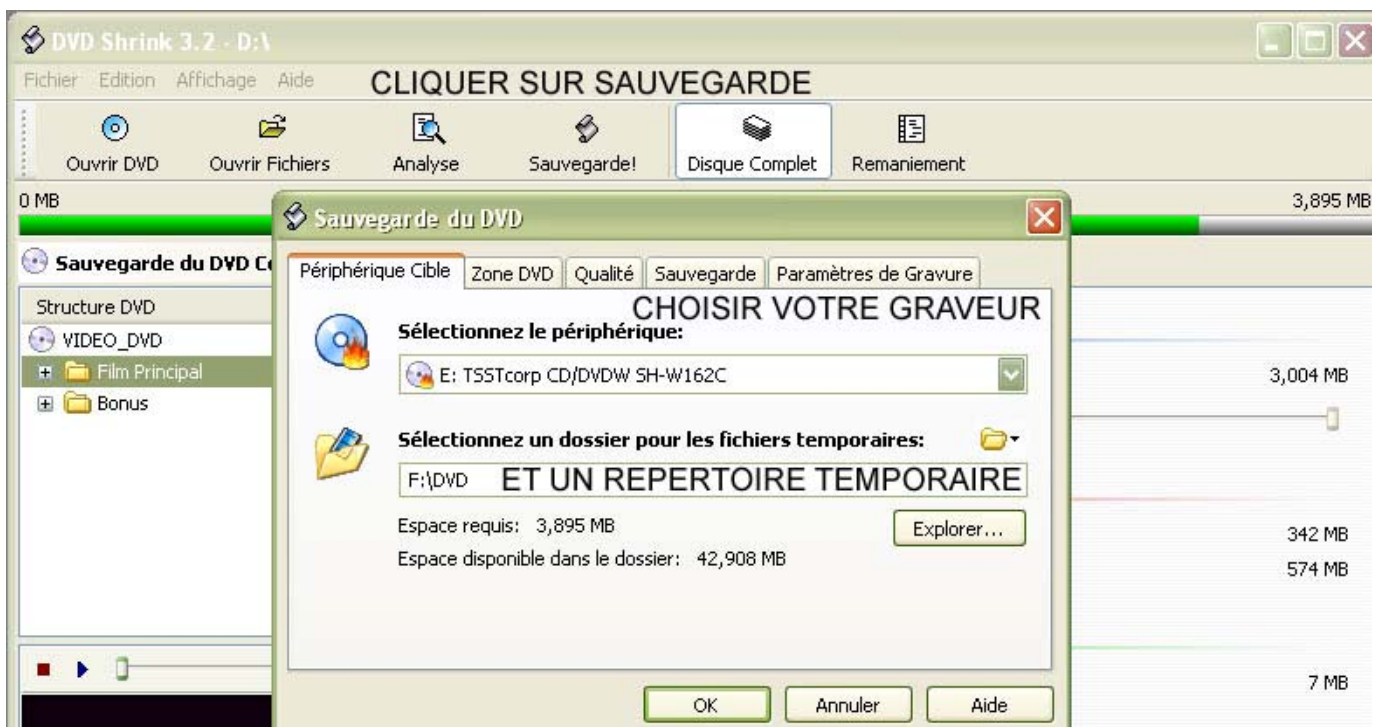 DVD Shrink 3.2 - D:\
Fichier Edition Affichage Aide CLIQUER SUR SAUVEGARDE
Ouvrir DVD Ouvrir Fichiers Analyse Sauvegarde! Disque Complet Remaniement
0 MB 3,895 MB
Sauvegarde du DVD
Sauvegarde du DVD
Périphérique Cible Zone DVD Qualité Sauvegarde Paramètres de Gravure
Structure DVD
CHOISIR VOTRE GRAVEUR
Sélectionnez le périphérique:
VIDEO_DVD
Film Principal
E: TSSTcorp CD/DVDW SH-W162C
3,004 MB
Bonus
Sélectionnez un dossier pour les fichiers temporaires:
F:\DVD ET UN REPERTOIRE TEMPORAIRE
Espace requis: 3,895 MB
Explorer...
342 MB
Espace disponible dans le dossier: 42,908 MB
574 MB
7 MB
OK Annuler Aide